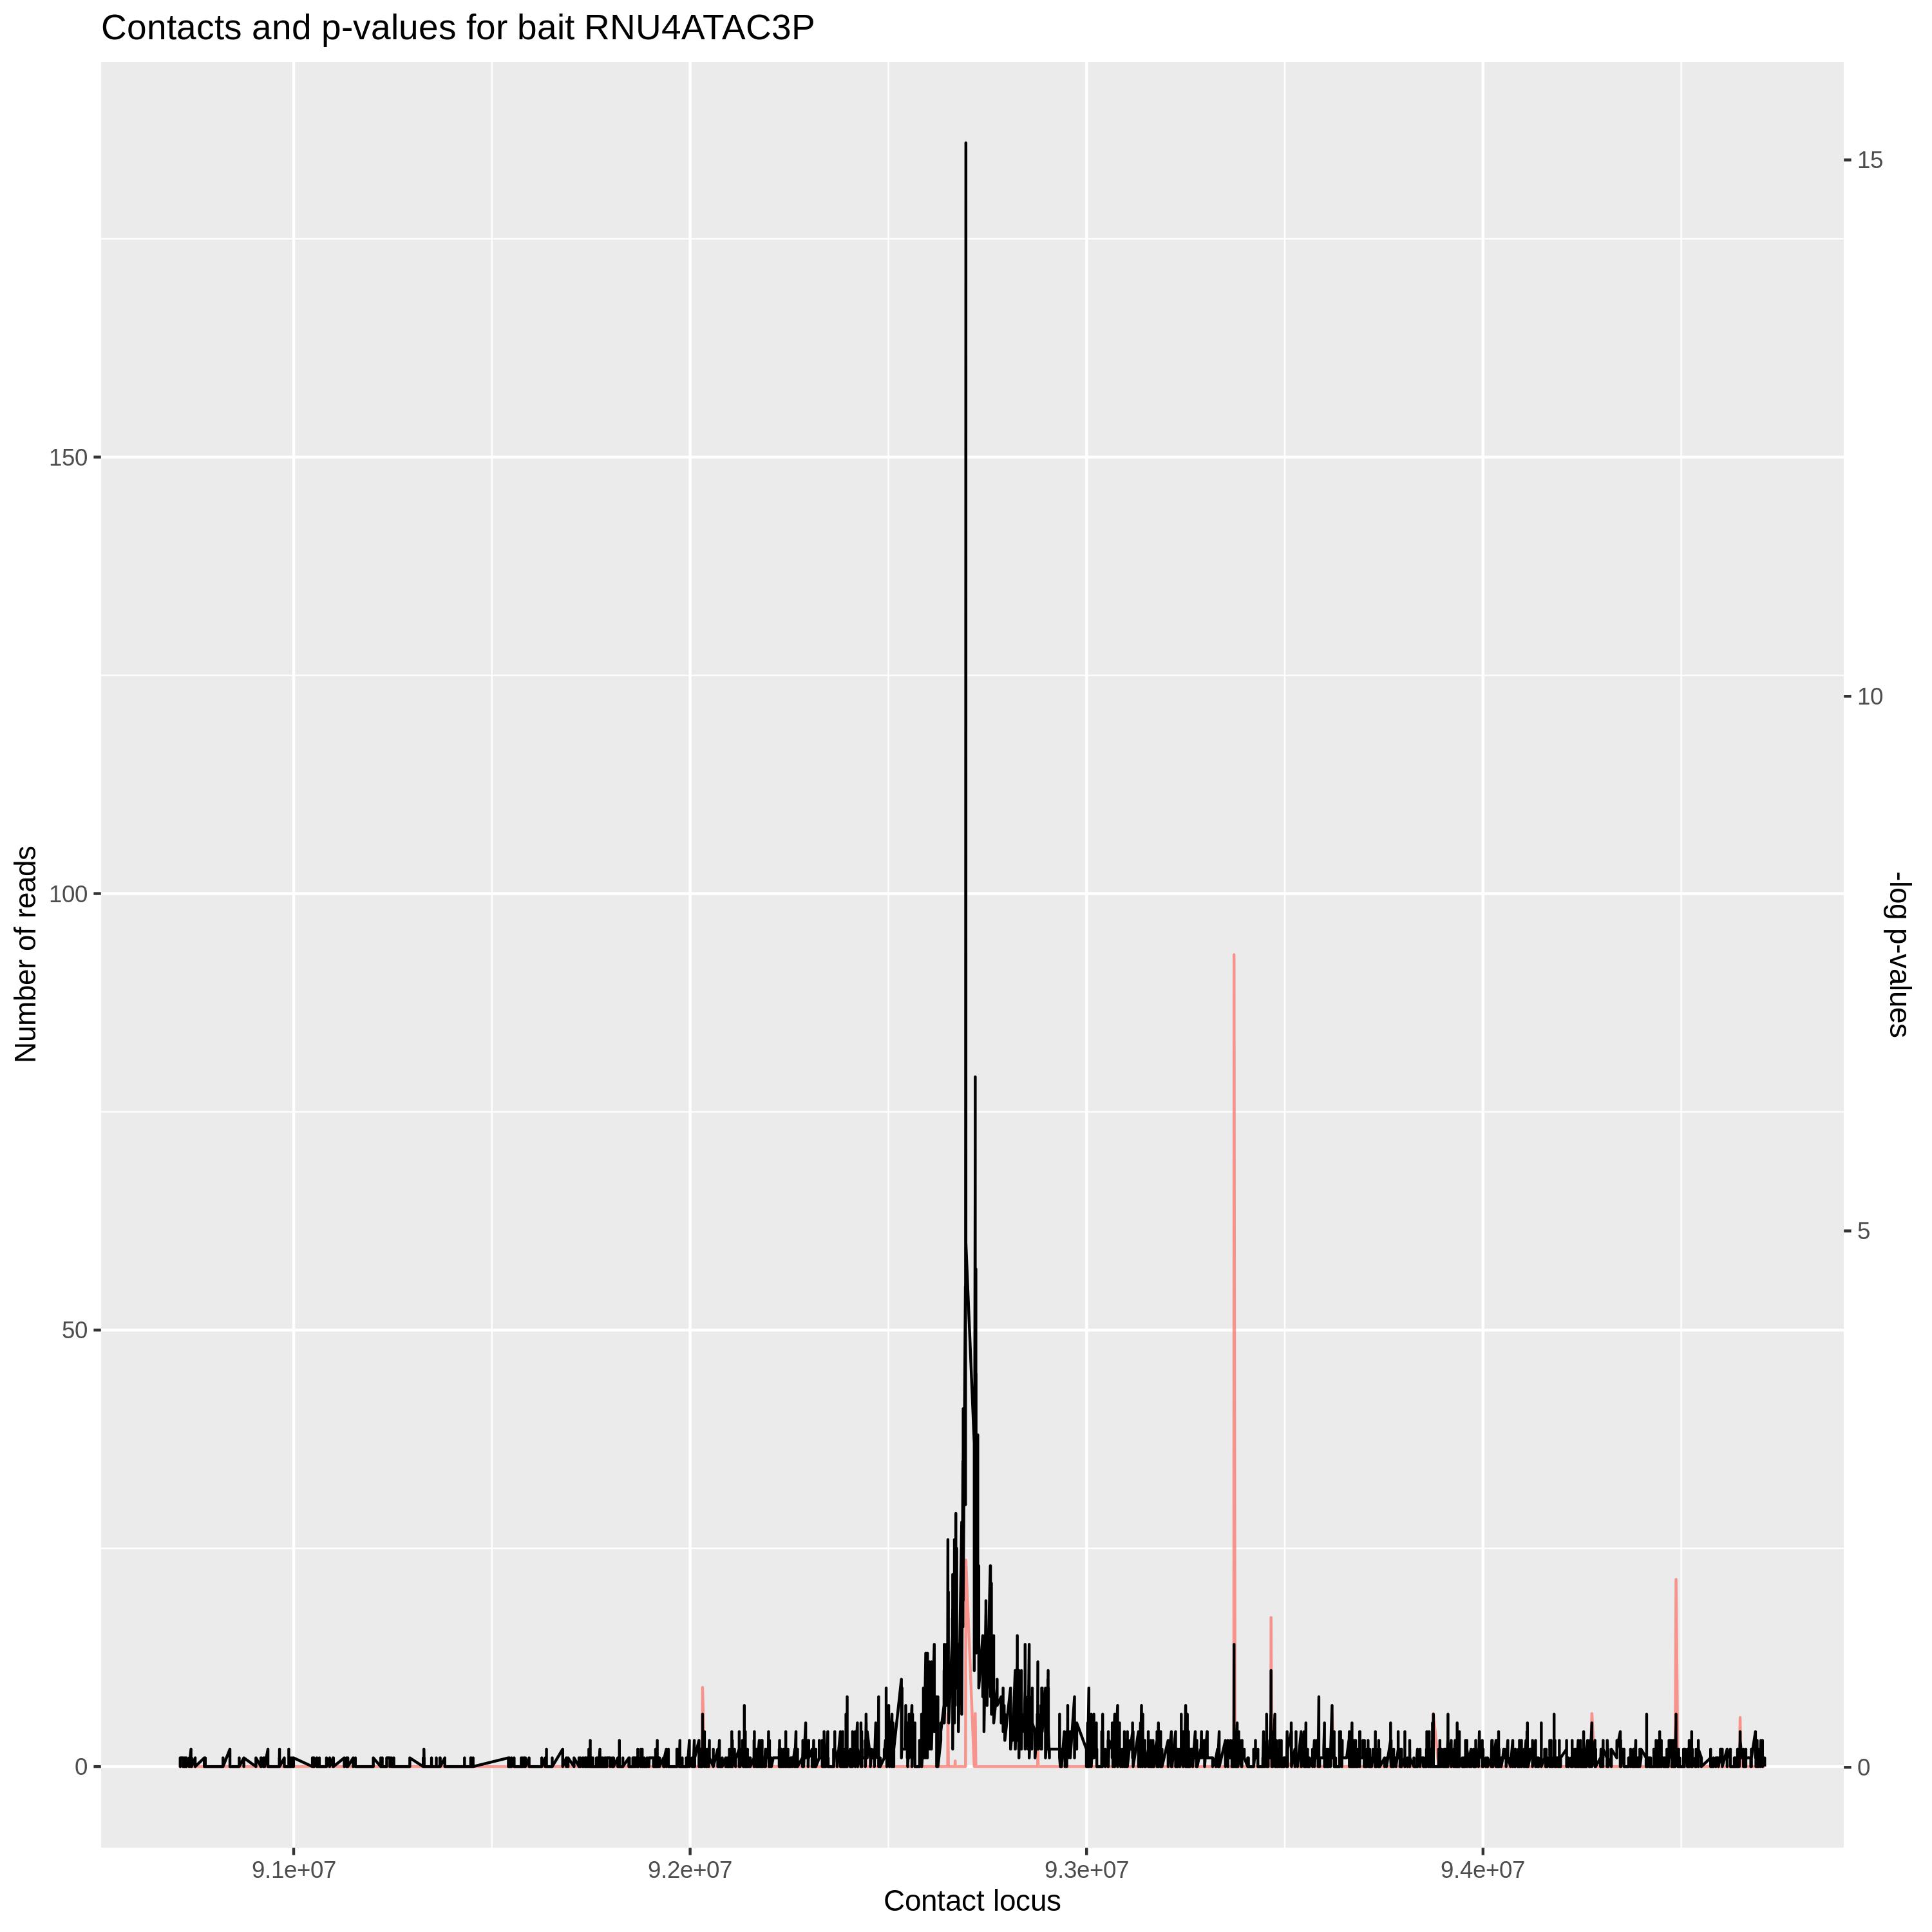 Contacts and p-values for bait RNU4ATAC3P
Number of reads
150
100
50
0
15
10
5
0
-log p-values
9.1e+07 9.2e+07 9.3e+07 9.4e+07
Contact locus